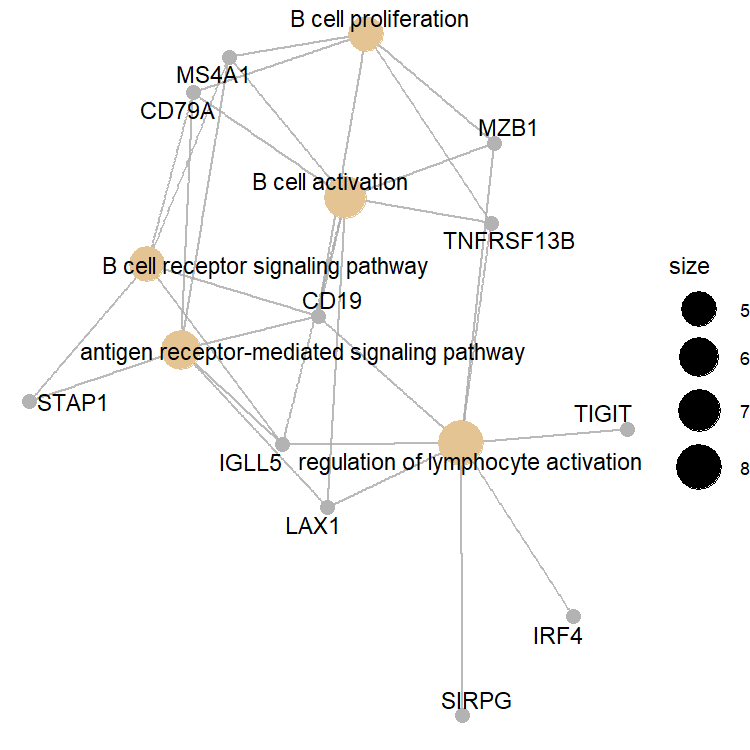 B cell proliferation
MS4A1
CD79A
MZB1
B cell activation
TNFRSF13B
B cell receptor signaling pathway
size
CD19
5
antigen receptor-mediated signaling pathway
6
STAP1
TIGIT
7
IGLL5
regulation of lymphocyte activation
8
LAX1
IRF4
SIRPG